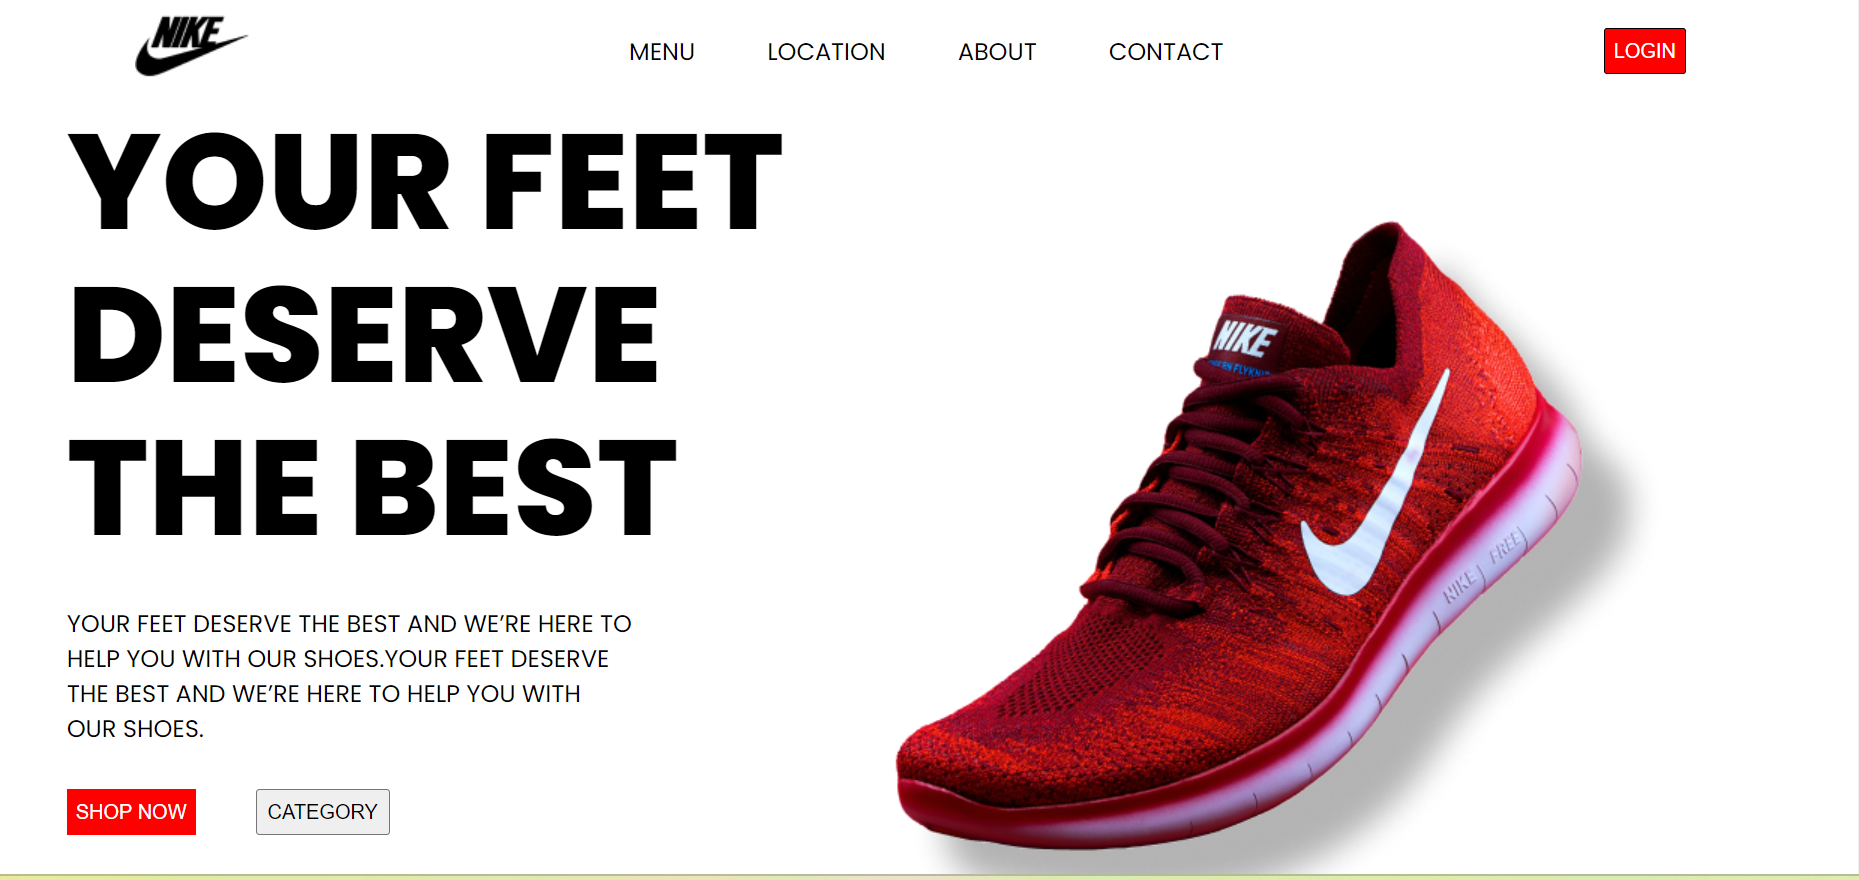 NIKE
MENU LOCATION ABOUT CONTACT
LOGIN
YOUR FEET
DESERVE
THE BEST
YOUR FEET DESERVE THE BEST AND WE’RE HERE TO
HELP YOU WITH OUR SHOES.YOUR FEET DESERVE
THE BEST AND WE’RE HERE TO HELP YOU WITH
OUR SHOES.
SHOP NOW CATEGORY
NIKE
FLYKNIT
NIKE FREE